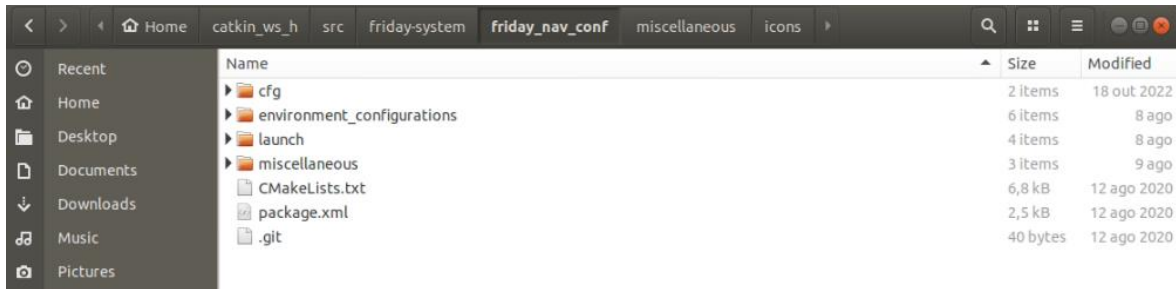 Home catkin_ws_h src friday-system friday_nav_conf miscellaneous icons
Recent
Home
Desktop
Documents
Downloads
Music
Pictures
Name Size Modified
cfg 2 items 18 out 2022
environment_configurations 6 items 8 ago
launch 4 items 8 ago
miscellaneous 3 items 9 ago
CMakeLists.txt 6,8 kB 12 ago 2020
package.xml 2,5 kB 12 ago 2020
.git 40 bytes 12 ago 2020